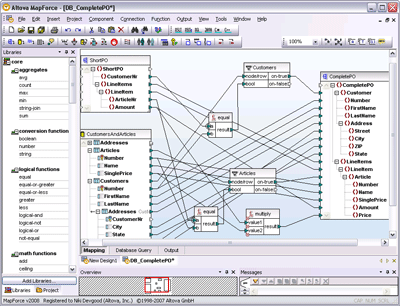 Altova MapForce - [DB_CompletePO*]
File Edit Insert Project Component Connection Function Output View Tools Window Help
100%
Libraries
core
aggregates
avg
count
max
min
string-join
sum
conversion function
boolean
number
string
logical functions
equal
equal-or-greater
equal-or-less
greater
less
logical-and
logical-not
logical-or
not-equal
math functions
add
ceiling
Add Libraries
Libraries Project
ShortPO
ShortPO
CustomerNr
LineItems
LineItem
ArticleNr
Amount
CustomersAndArticles
Addresses
Articles
Number
Name
SinglePrice
Customers
Number
FirstName
LastName
Addresses
CustomerNr
City
State
Customers
node/row on-true
bool on-false
equal
a
b
result
Articles
node/row on-true
bool on-false
equal
a
b
result
multiply
value1
value2
result
CompletePO
CompletePO
Customer
Number
FirstName
LastName
Address
Street
City
ZIP
State
LineItems
LineItem
Article
Number
Name
SinglePrice
Amount
Price
Mapping Database Query Output
New Design1 DB_CompletePO*
Overview
Messages
MapForce v2008 Registered to Nils Devgood (Altova, Inc.) ©1998-2007 Altova GmbH
CAP NUM SCRL